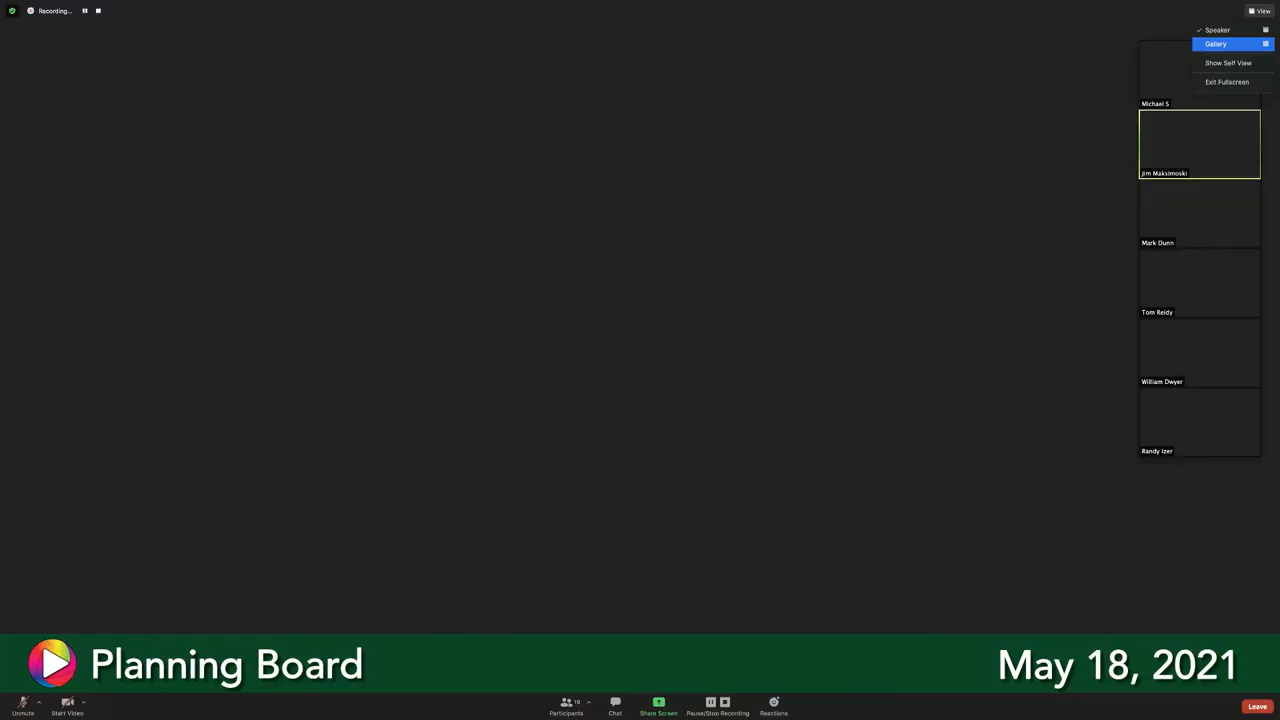 Recording...
View
Speaker
Gallery
Show Self View
Exit Fullscreen
Michael S
Jim Maksimoski
Mark Dunn
Tom Reidy
William Dwyer
Randy Izer
Planning Board
May 18, 2021
Unmute
Start Video
Participants
19
Chat
Share Screen
Pause/Stop Recording
Reactions
Leave